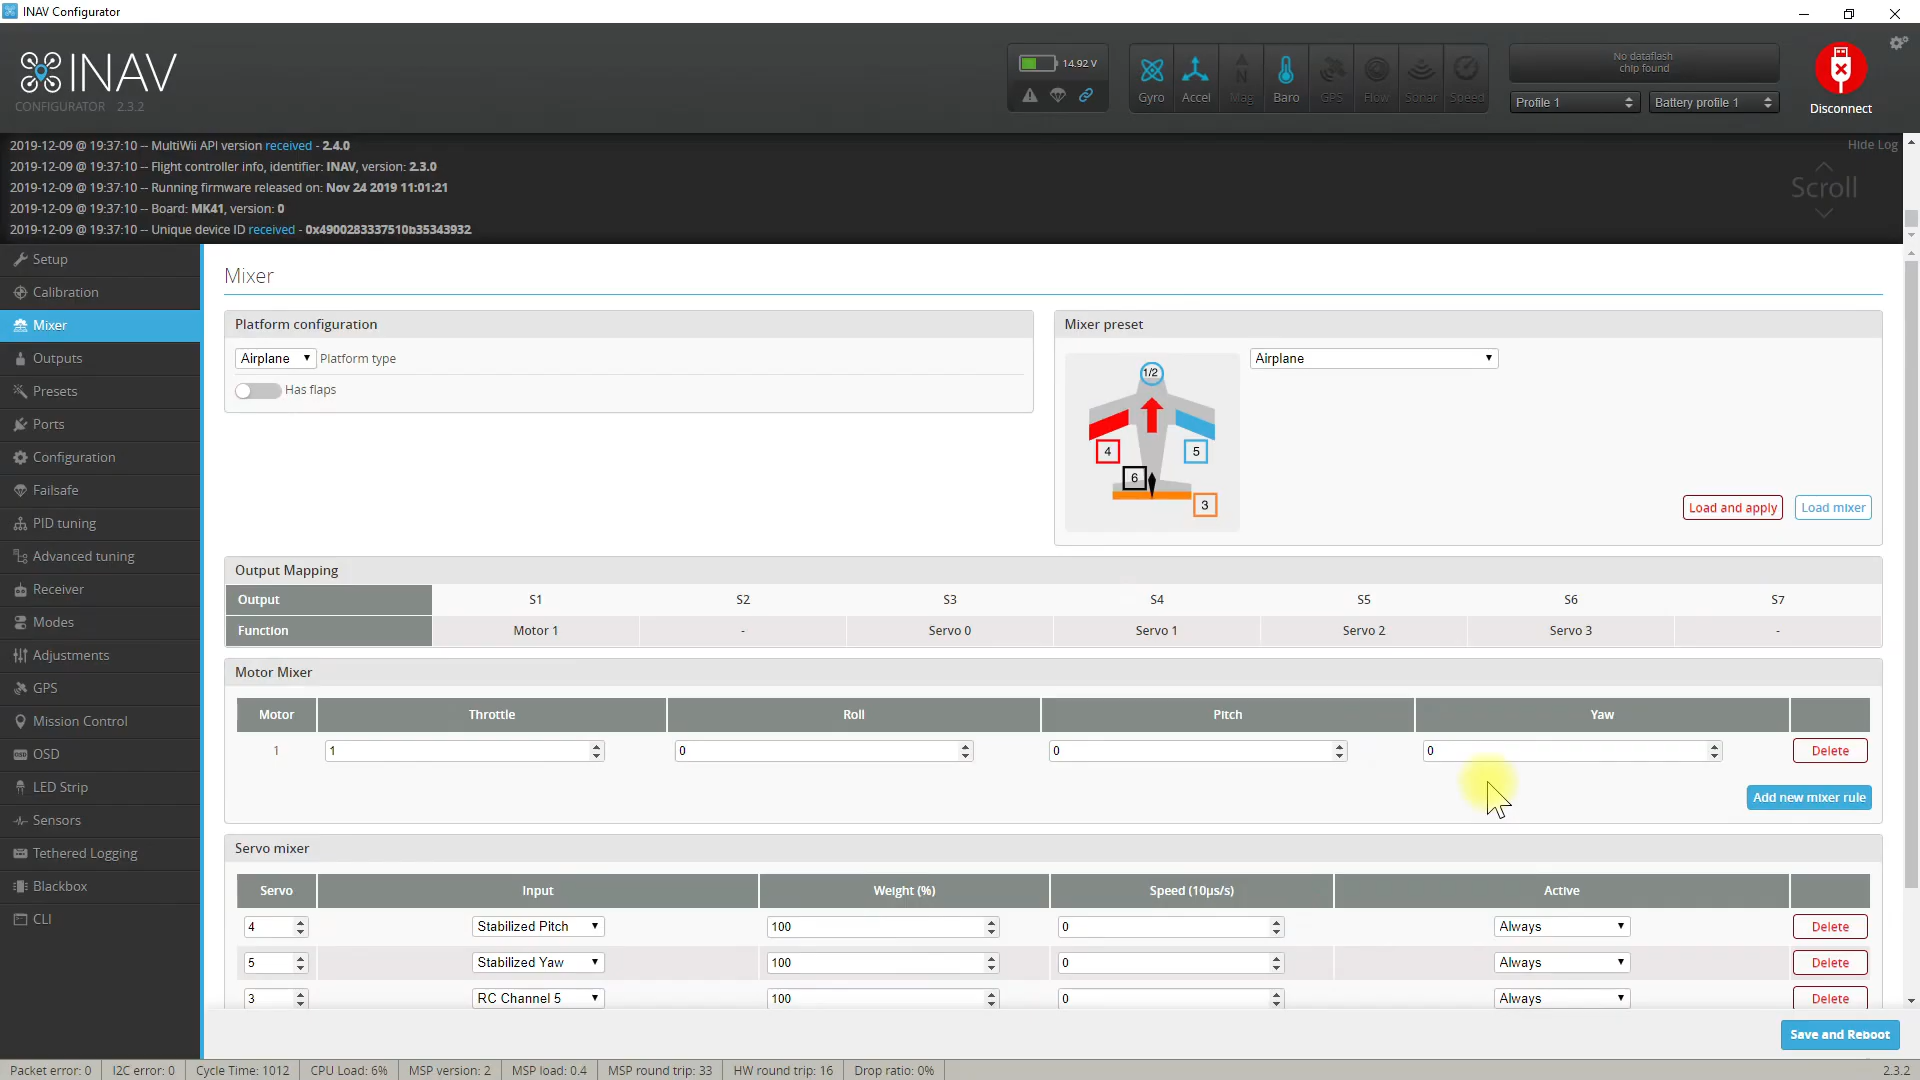 INAV Configurator
INAV
CONFIGURATOR 2.3.2
14.92 V
Gyro Accel Mag Baro GPS Flow Sonar Speed
No dataflash
chip found
Profile 1 Battery profile 1
Disconnect
2019-12-09 @ 19:37:10 -- MultiWii API version received - 2.4.0
Hide Log
2019-12-09 @ 19:37:10 -- Flight controller info, identifier: INAV, version: 2.3.0
2019-12-09 @ 19:37:10 -- Running firmware released on: Nov 24 2019 11:01:21
Scroll
2019-12-09 @ 19:37:10 -- Board: MK41, version: 0
2019-12-09 @ 19:37:10 -- Unique device ID received - 0x4900283337510b35343932
Setup
Calibration
Mixer
Outputs
Presets
Ports
Configuration
Failsafe
PID tuning
Advanced tuning
Receiver
Modes
Adjustments
GPS
Mission Control
OSD
LED Strip
Sensors
Tethered Logging
Blackbox
CLI
Mixer
Platform configuration
Airplane Platform type
Has flaps
Mixer preset
Airplane
1/2
4 5
6
3
Load and apply Load mixer
Output Mapping
Output S1 S2 S3 S4 S5 S6 S7
Function Motor 1 - Servo 0 Servo 1 Servo 2 Servo 3 -
Motor Mixer
Motor Throttle Roll Pitch Yaw
1 1 0 0 0 Delete
Add new mixer rule
Servo mixer
Servo Input Weight (%) Speed (10µs/s) Active
4 Stabilized Pitch 100 0 Always Delete
5 Stabilized Yaw 100 0 Always Delete
3 RC Channel 5 100 0 Always Delete
Save and Reboot
Packet error: 0 I2C error: 0 Cycle Time: 1012 CPU Load: 6% MSP version: 2 MSP load: 0.4 MSP round trip: 33 HW round trip: 16 Drop ratio: 0% 2.3.2